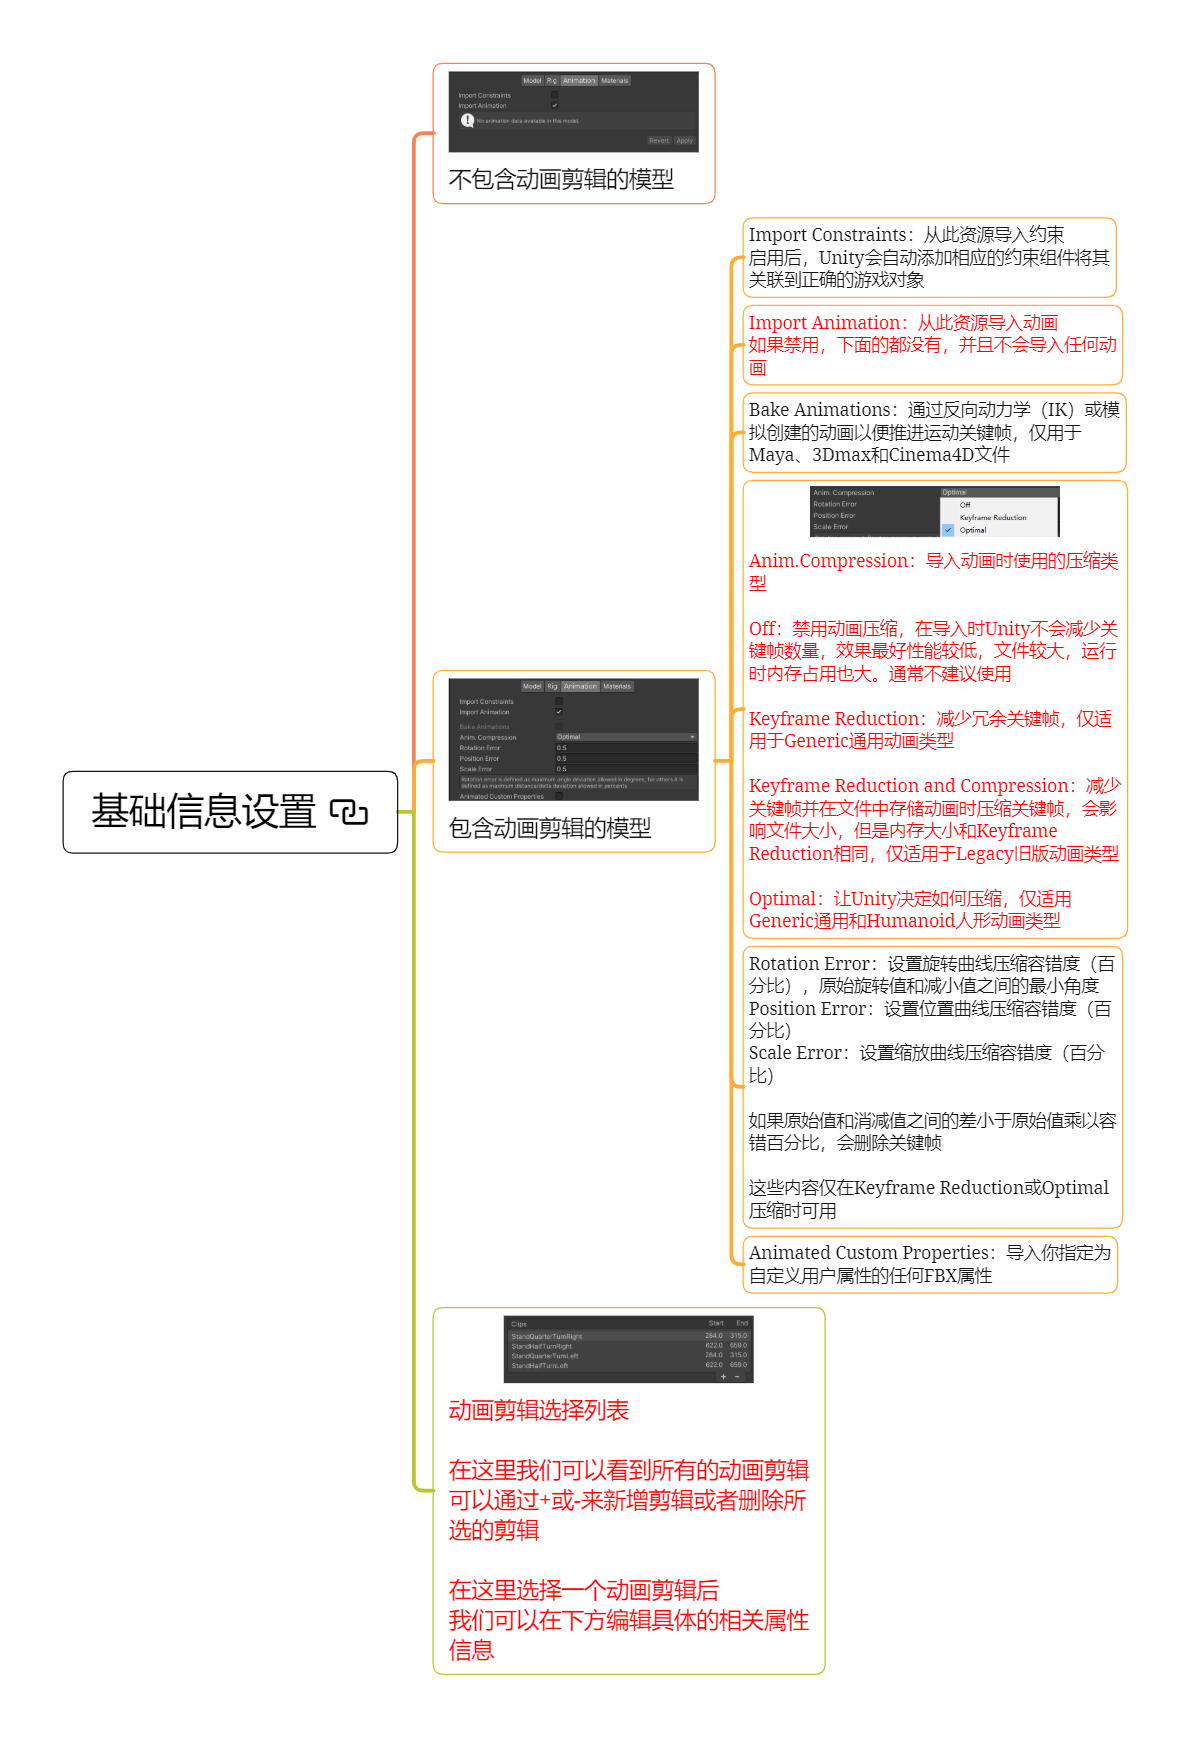 Model Rig Animation Materials
Import Constraints
Import Animation
No animation data available in this model.
Revert Apply
不包含动画剪辑的模型
Import Constraints：从此资源导入约束
启用后，Unity会自动添加相应的约束组件将其
关联到正确的游戏对象
Import Animation：从此资源导入动画
如果禁用，下面的都没有，并且不会导入任何动
画
Bake Animations：通过反向动力学（IK）或模
拟创建的动画以便推进运动关键帧，仅用于
Maya、3Dmax和Cinema4D文件
Anim. Compression Optimal
Rotation Error Off
Position Error Keyframe Reduction
Scale Error Optimal
Anim.Compression：导入动画时使用的压缩类
型
Off：禁用动画压缩，在导入时Unity不会减少关
键帧数量，效果最好性能较低，文件较大，运行
时内存占用也大。通常不建议使用
Keyframe Reduction：减少冗余关键帧，仅适
用于Generic通用动画类型
Keyframe Reduction and Compression：减少
关键帧并在文件中存储动画时压缩关键帧，会影
响文件大小，但是内存大小和Keyframe
Reduction相同，仅适用于Legacy旧版动画类型
Optimal：让Unity决定如何压缩，仅适用
Generic通用和Humanoid人形动画类型
Model Rig Animation Materials
Import Constraints
Import Animation
Bake Animations
Anim. Compression Optimal
Rotation Error 0.5
Position Error 0.5
Scale Error 0.5
Rotation error is defined as maximum angle deviation allowed in degrees, for others it is
defined as maximum distance/delta deviation allowed in percents
Animated Custom Properties
包含动画剪辑的模型
基础信息设置
Rotation Error：设置旋转曲线压缩容错度（百
分比），原始旋转值和减小值之间的最小角度
Position Error：设置位置曲线压缩容错度（百
分比）
Scale Error：设置缩放曲线压缩容错度（百分
比）
如果原始值和消减值之间的差小于原始值乘以容
错百分比，会删除关键帧
这些内容仅在Keyframe Reduction或Optimal
压缩时可用
Animated Custom Properties：导入你指定为
自定义用户属性的任何FBX属性
Clips Start End
StandQuarterTurnRight 284.0 315.0
StandHalfTurnRight 622.0 659.0
StandQuarterTurnLeft 284.0 315.0
StandHalfTurnLeft 622.0 659.0
+ −
动画剪辑选择列表
在这里我们可以看到所有的动画剪辑
可以通过+或-来新增剪辑或者删除所
选的剪辑
在这里选择一个动画剪辑后
我们可以在下方编辑具体的相关属性
信息